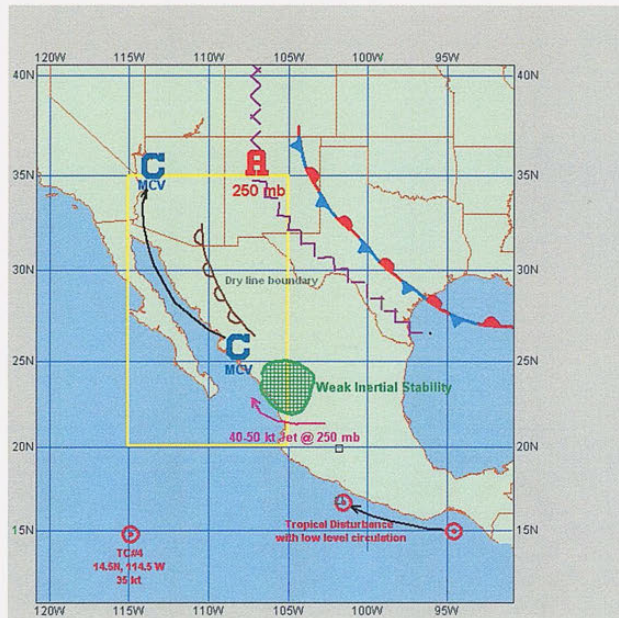 120W 115W 110W 105W 100W 95W
40N 40N
C A
35N MCV 35N
250 mb
30N 30N
Dry line boundary
C
25N 25N
MCV
Weak Inertial Stability
40-50 kt Jet @ 250 mb
20N 20N
Tropical Disturbance
with low level circulation
15N 15N
TC#4
14.5N, 114.5 W
35 kt
120W 115W 110W 105W 100W 95W